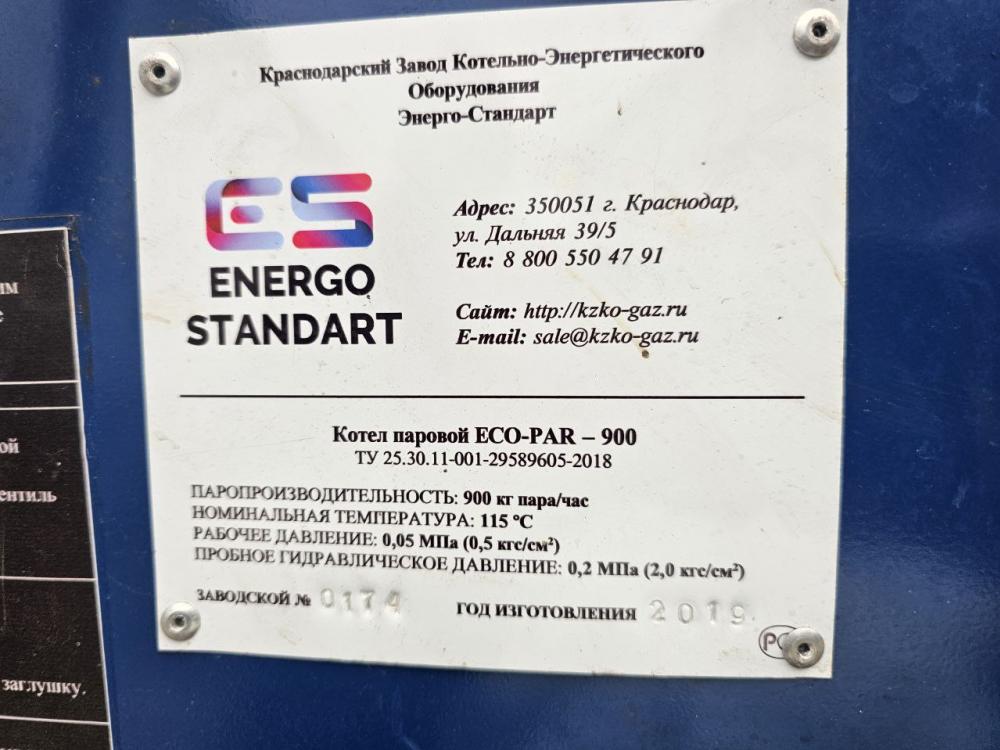 Краснодарский Завод Котельно-Энергетического
Оборудования
Энерго-Стандарт
ES
ENERGO
STANDART
Адрес: 350051 г. Краснодар,
ул. Дальняя 39/5
Тел: 8 800 550 47 91
Сайт: http://kzko-gaz.ru
E-mail: sale@kzko-gaz.ru
Котел паровой ECO-PAR – 900
ТУ 25.30.11-001-29589605-2018
ПАРОПРОИЗВОДИТЕЛЬНОСТЬ: 900 кг пара/час
НОМИНАЛЬНАЯ ТЕМПЕРАТУРА: 115 ºС
РАБОЧЕЕ ДАВЛЕНИЕ: 0,05 МПа (0,5 кгс/см²)
ПРОБНОЕ ГИДРАВЛИЧЕСКОЕ ДАВЛЕНИЕ: 0,2 МПа (2,0 кгс/см²)
ЗАВОДСКОЙ № 0174
ГОД ИЗГОТОВЛЕНИЯ 2019
заглушку.